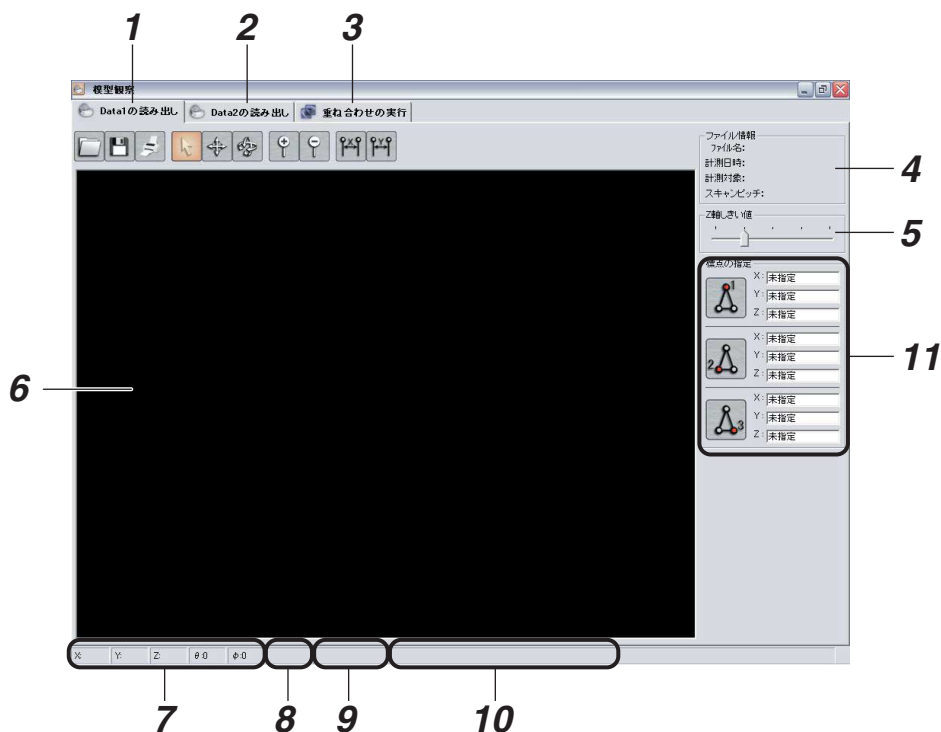 1 2 3
模型観察
Data1の読み出し Data2の読み出し 重ね合わせの実行
ファイル情報
ファイル名:
計測日時:
計測対象:
スキャンピッチ:
4
Z軸しきい値
5
標点の指定
1
X: 未指定
Y: 未指定
Z: 未指定
2
X: 未指定
Y: 未指定
Z: 未指定
3
X: 未指定
Y: 未指定
Z: 未指定
11
6
X: Y: Z: θ:0 φ:0
7 8 9 10